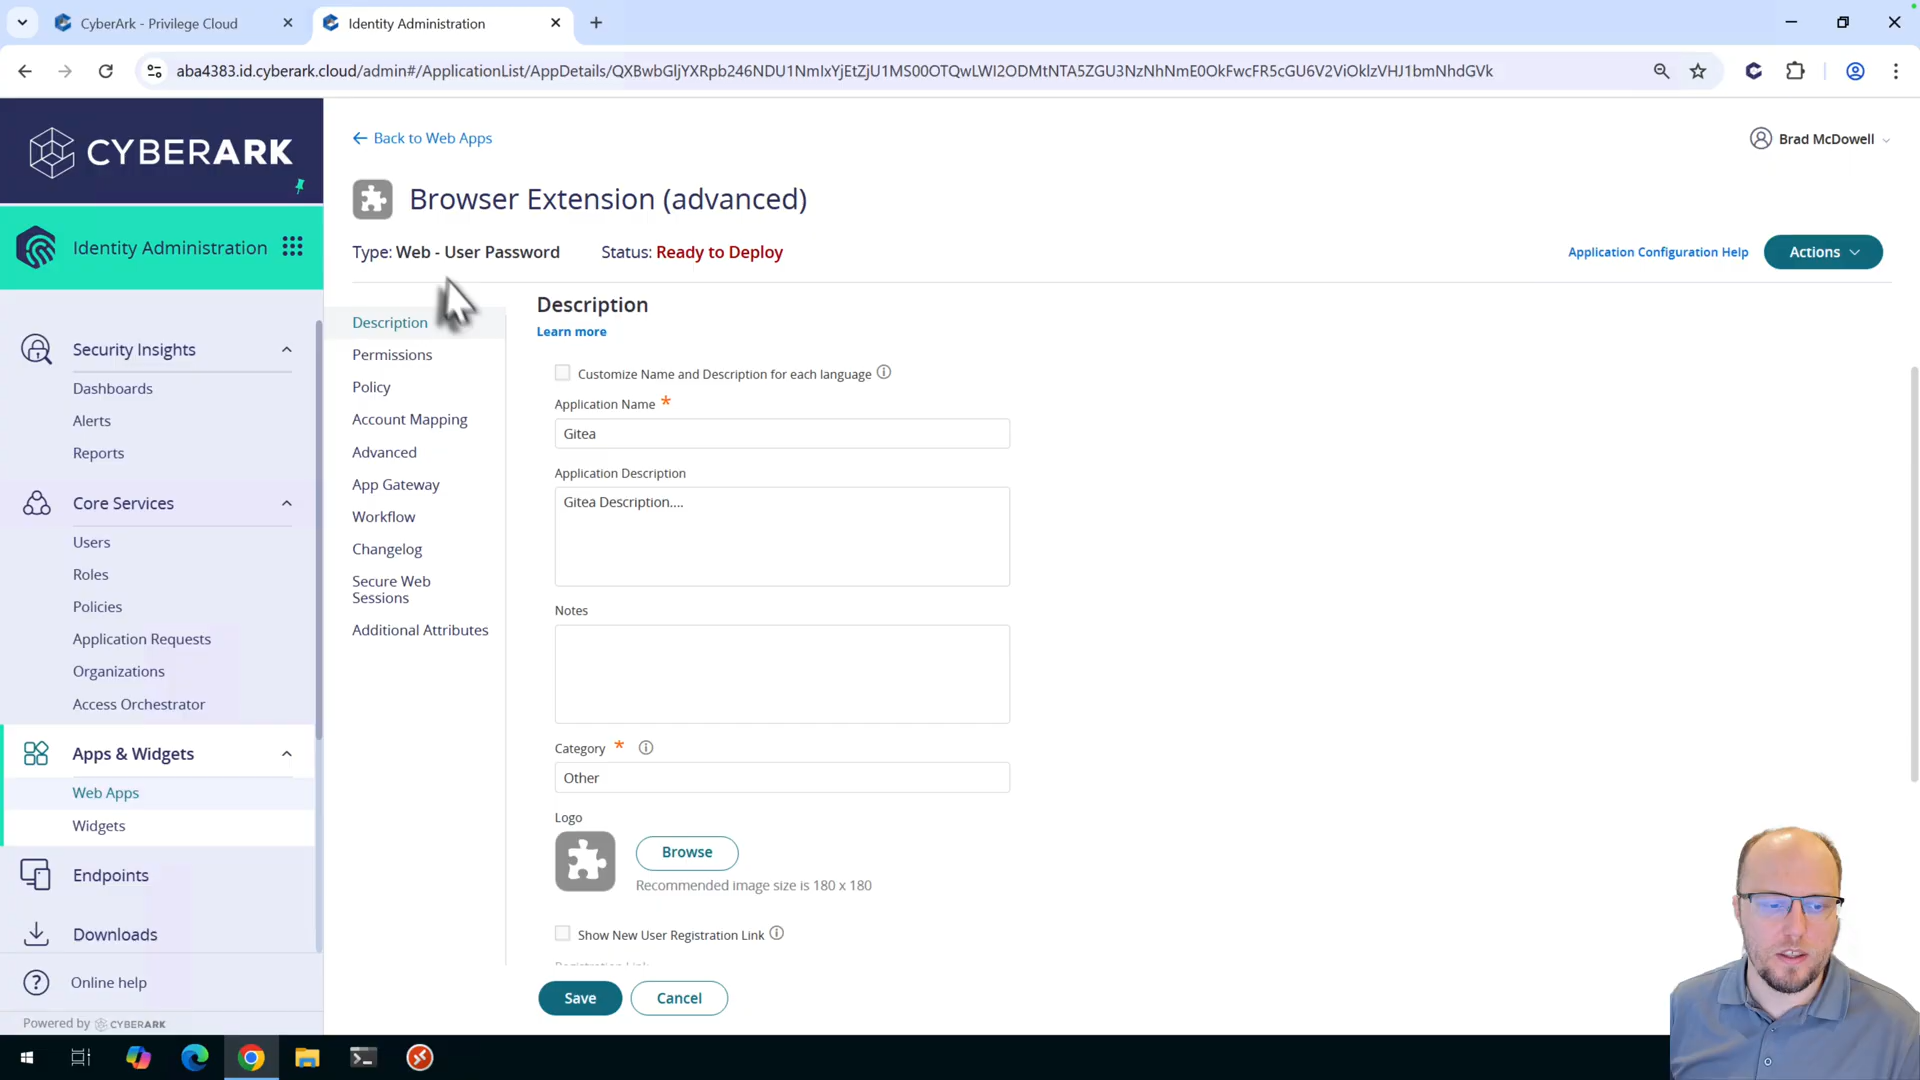 CyberArk - Privilege Cloud
Identity Administration
aba4383.id.cyberark.cloud/admin#/ApplicationList/AppDetails/QXBwbGljYXRpb246NDU1NmIxYjEtZjU1MS00OTQwLWI2ODMtNTA5ZGU3NzNhNmE0OkFwcFR5cGU6V2ViOklzVHJ1bmNhdGVk
CYBERARK
Identity Administration
Security Insights
Dashboards
Alerts
Reports
Core Services
Users
Roles
Policies
Application Requests
Organizations
Access Orchestrator
Apps & Widgets
Web Apps
Widgets
Endpoints
Downloads
Online help
Powered by CYBERARK
Back to Web Apps
Brad McDowell
Browser Extension (advanced)
Type: Web - User Password
Status: Ready to Deploy
Application Configuration Help
Actions
Description
Permissions
Policy
Account Mapping
Advanced
App Gateway
Workflow
Changelog
Secure Web
Sessions
Additional Attributes
Description
Learn more
Customize Name and Description for each language
Application Name *
Gitea
Application Description
Gitea Description....
Notes
Category *
Other
Logo
Browse
Recommended image size is 180 x 180
Show New User Registration Link
Registration Link
Save
Cancel